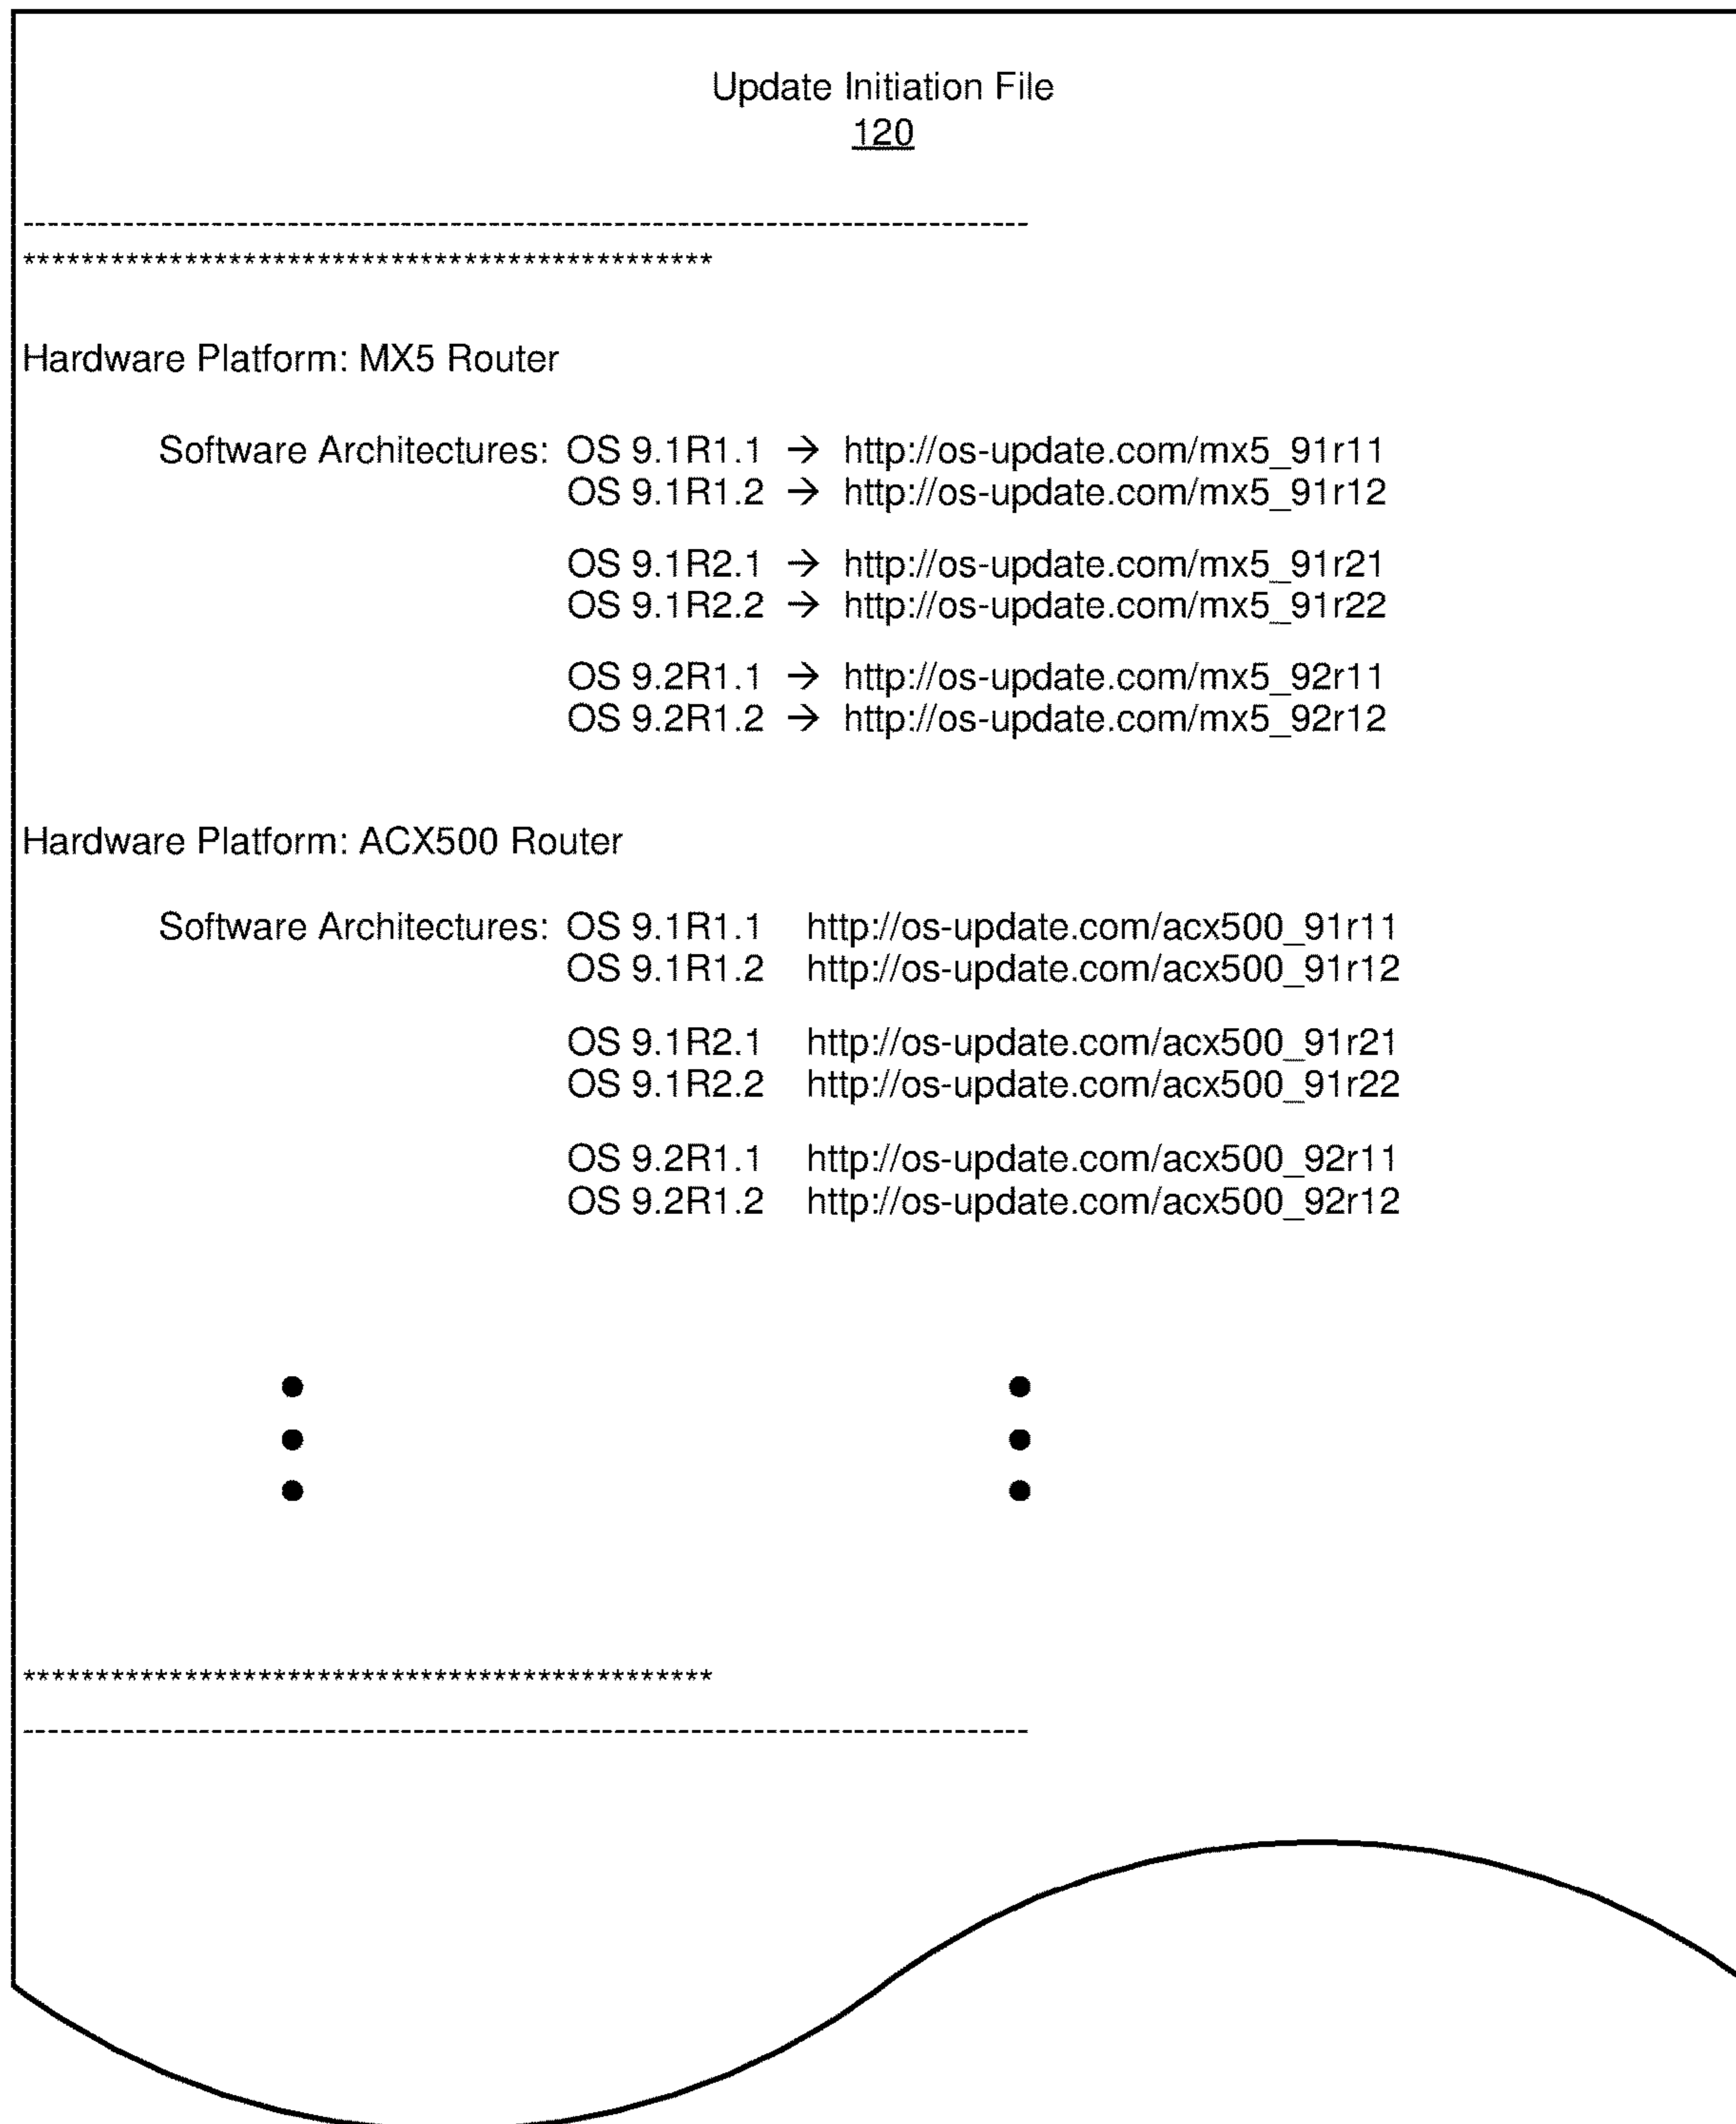 Update Initiation File
120
--------------------------------------------------------------------------------
***********************************************
Hardware Platform: MX5 Router
Software Architectures: OS 9.1R1.1 → http://os-update.com/mx5_91r11
OS 9.1R1.2 → http://os-update.com/mx5_91r12
OS 9.1R2.1 → http://os-update.com/mx5_91r21
OS 9.1R2.2 → http://os-update.com/mx5_91r22
OS 9.2R1.1 → http://os-update.com/mx5_92r11
OS 9.2R1.2 → http://os-update.com/mx5_92r12
Hardware Platform: ACX500 Router
Software Architectures: OS 9.1R1.1 http://os-update.com/acx500_91r11
OS 9.1R1.2 http://os-update.com/acx500_91r12
OS 9.1R2.1 http://os-update.com/acx500_91r21
OS 9.1R2.2 http://os-update.com/acx500_91r22
OS 9.2R1.1 http://os-update.com/acx500_92r11
OS 9.2R1.2 http://os-update.com/acx500_92r12
***********************************************
--------------------------------------------------------------------------------